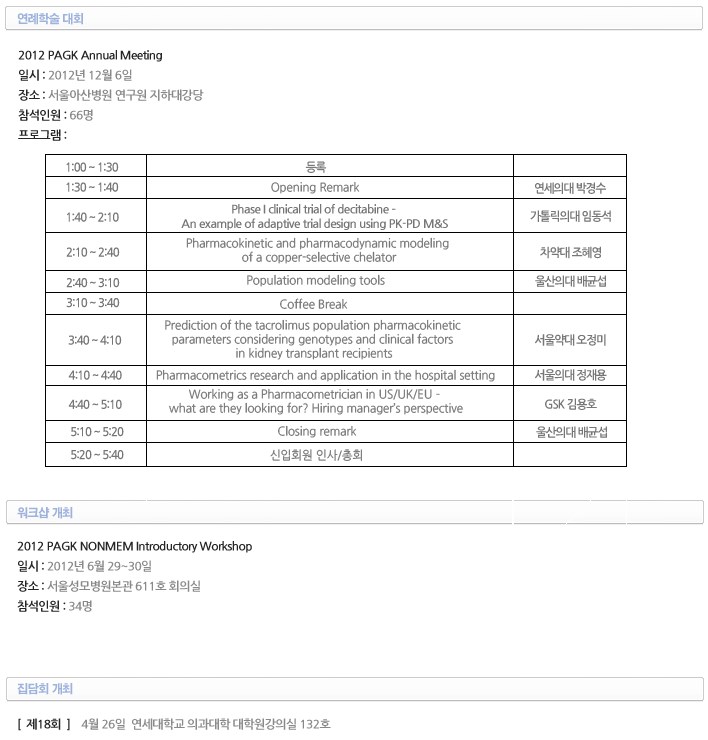 연례학술 대회
2012 PAGK Annual Meeting
일시 : 2012년 12월 6일
장소 : 서울아산병원 연구원 지하대강당
참석인원 : 66명
프로그램 :
1:00 ~ 1:30 등록
1:30 ~ 1:40 Opening Remark 연세의대 박경수
1:40 ~ 2:10 Phase I clinical trial of decitabine -
An example of adaptive trial design using PK-PD M&S 가톨릭의대 임동석
2:10 ~ 2:40 Pharmacokinetic and pharmacodynamic modeling
of a copper-selective chelator 차약대 조혜영
2:40 ~ 3:10 Population modeling tools 울산의대 배균섭
3:10 ~ 3:40 Coffee Break
3:40 ~ 4:10 Prediction of the tacrolimus population pharmacokinetic
parameters considering genotypes and clinical factors
in kidney transplant recipients 서울약대 오정미
4:10 ~ 4:40 Pharmacometrics research and application in the hospital setting 서울의대 정재용
4:40 ~ 5:10 Working as a Pharmacometrician in US/UK/EU -
what are they looking for? Hiring manager's perspective GSK 김용호
5:10 ~ 5:20 Closing remark 울산의대 배균섭
5:20 ~ 5:40 신입회원 인사/총회
워크샵 개최
2012 PAGK NONMEM Introductory Workshop
일시 : 2012년 6월 29~30일
장소 : 서울성모병원본관 611호 회의실
참석인원 : 34명
집담회 개최
[ 제18회 ] 4월 26일 연세대학교 의과대학 대학원강의실 132호